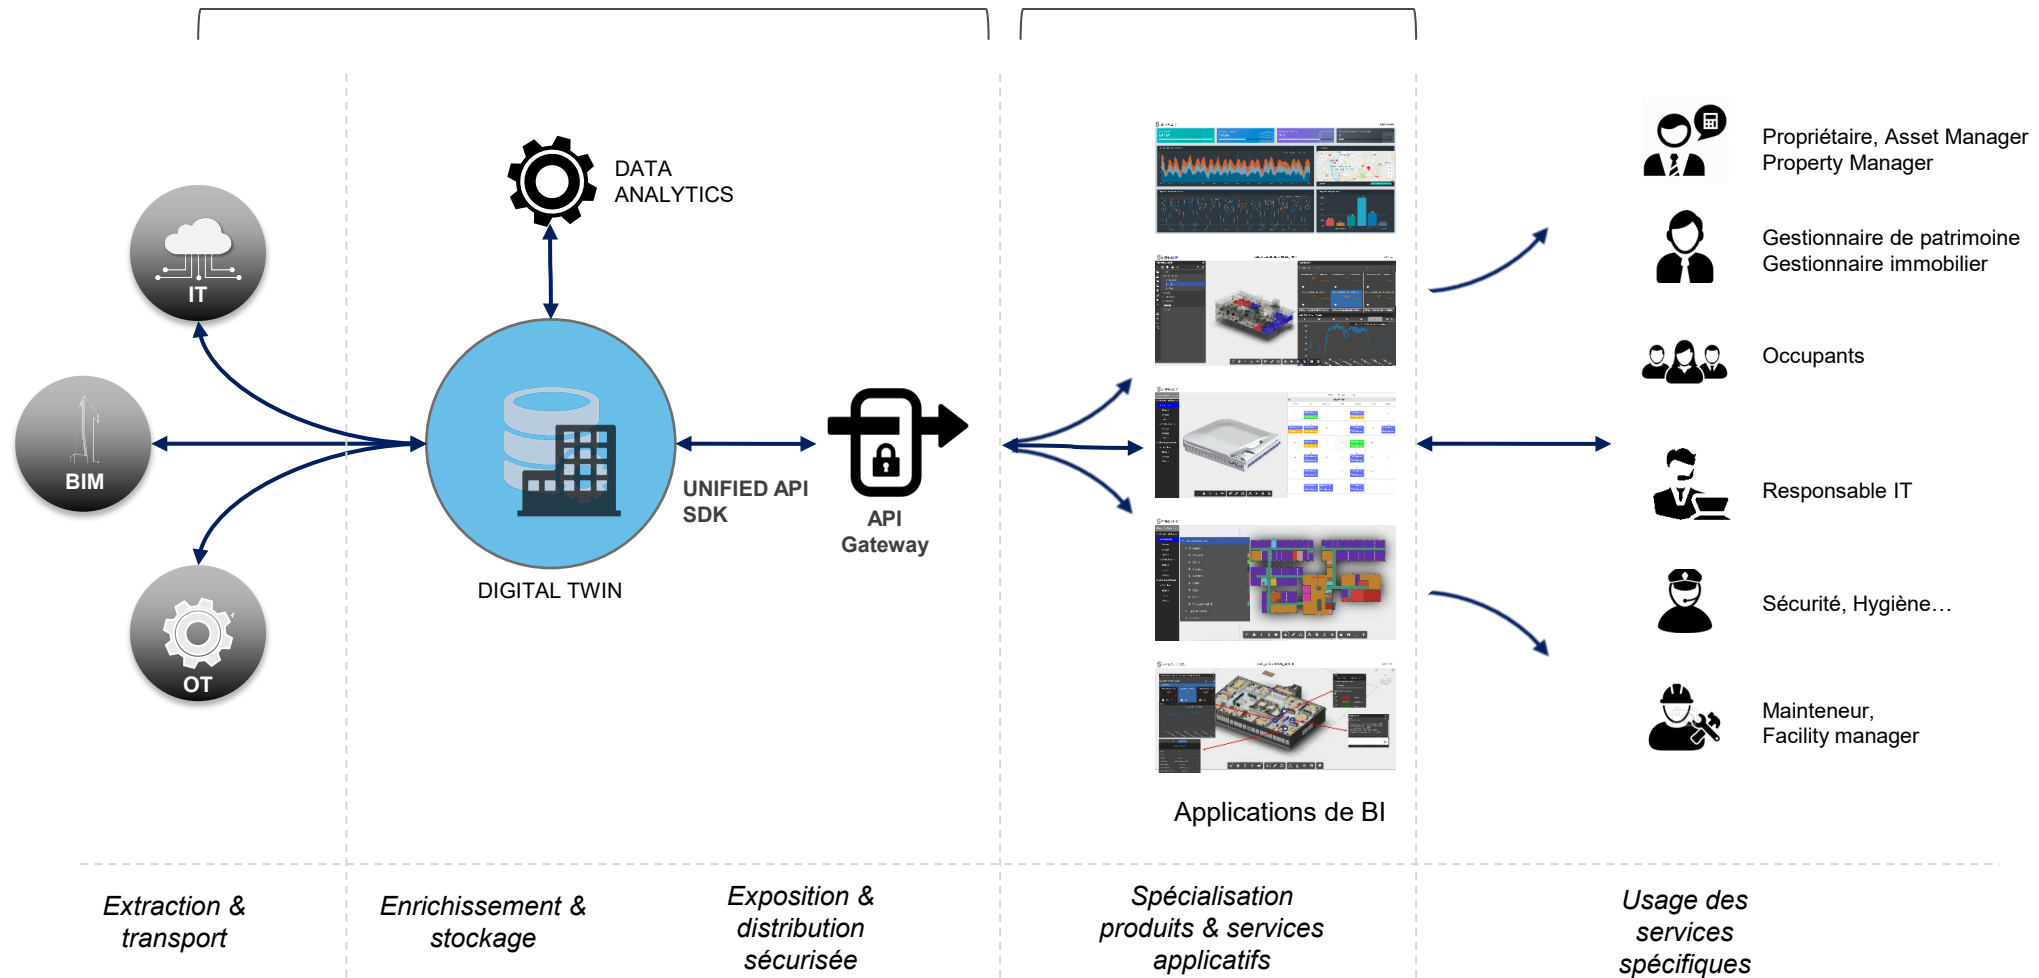 IT
BIM
OT
DATA
ANALYTICS
DIGITAL TWIN
UNIFIED API
SDK
API
Gateway
Applications de BI
Propriétaire, Asset Manager
Property Manager
Gestionnaire de patrimoine
Gestionnaire immobilier
Occupants
Responsable IT
Sécurité, Hygiène…
Mainteneur,
Facility manager
Extraction &
transport
Enrichissement &
stockage
Exposition &
distribution
sécurisée
Spécialisation
produits & services
applicatifs
Usage des
services
spécifiques